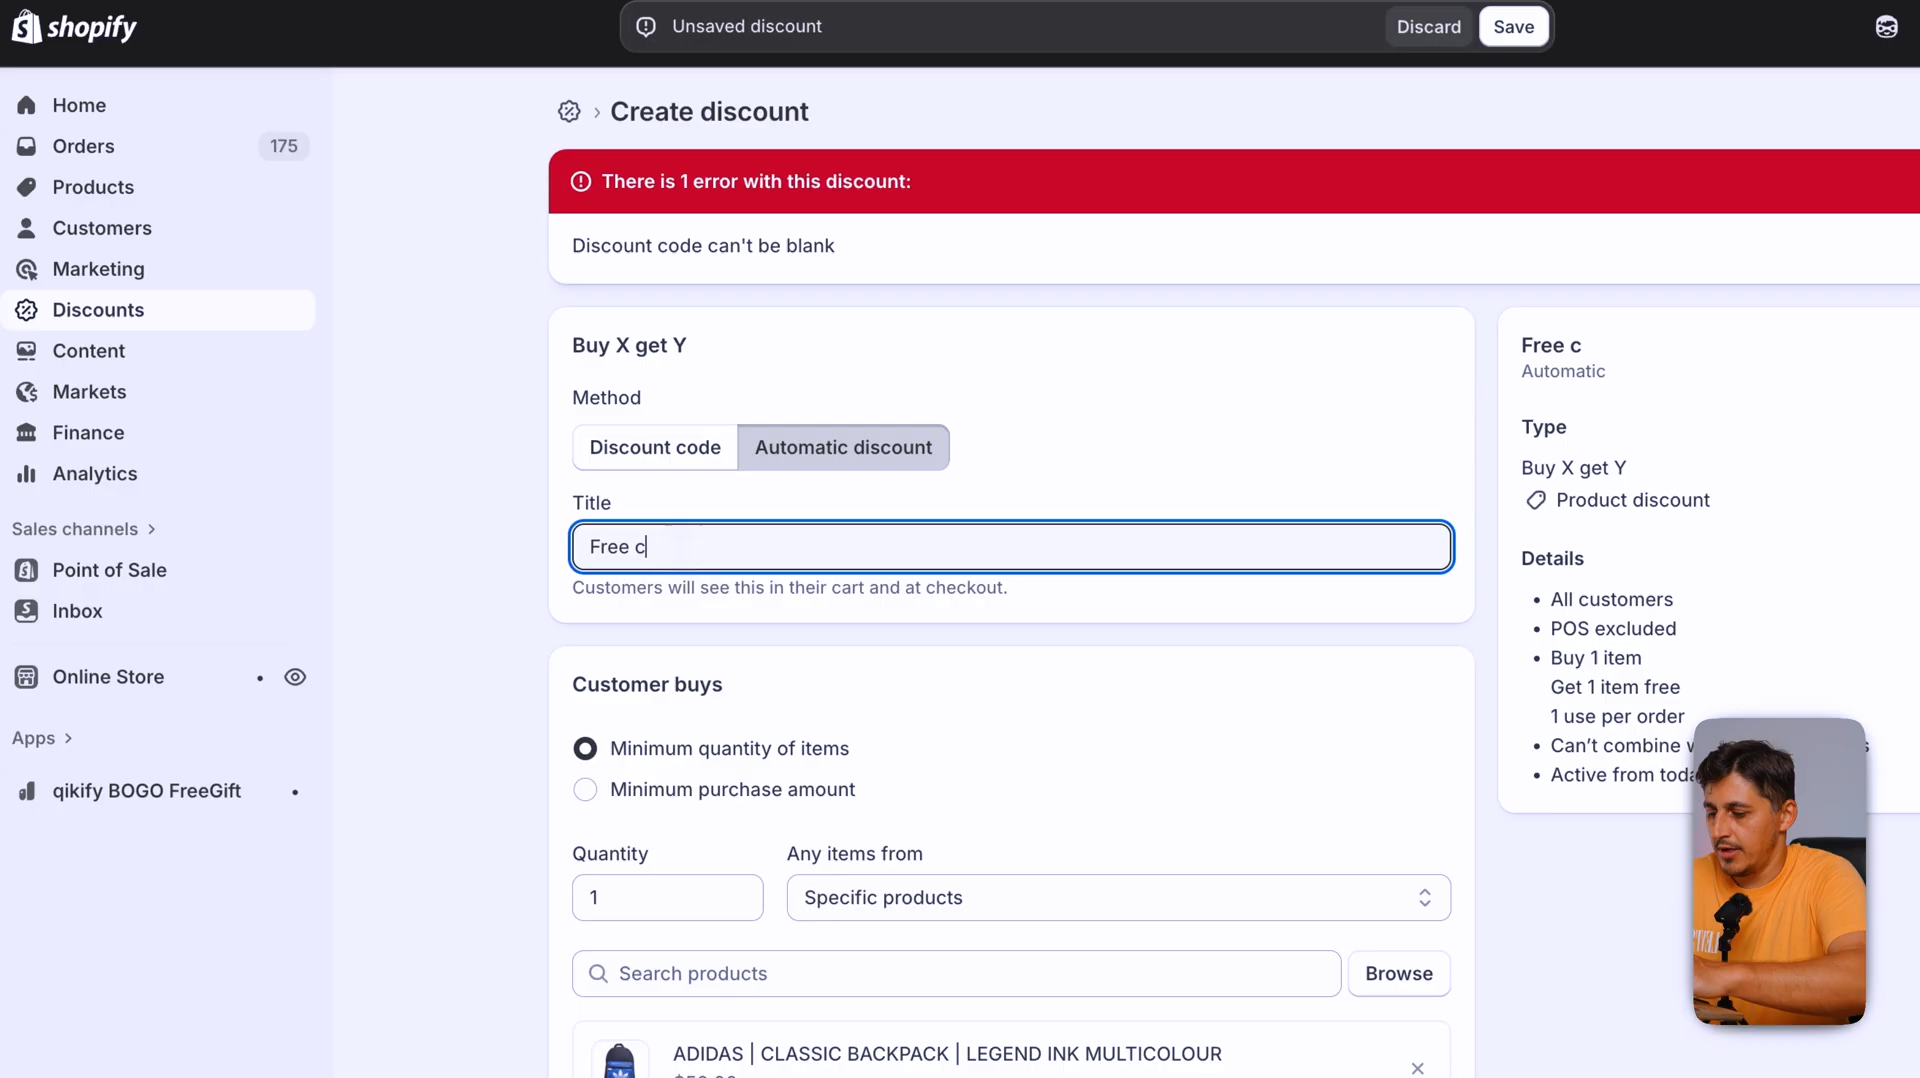 shopify
Unsaved discount
Discard
Save
Home
Orders
175
Products
Customers
Marketing
Discounts
Content
Markets
Finance
Analytics
Sales channels
Point of Sale
Inbox
Online Store
Apps
qikify BOGO FreeGift
Create discount
There is 1 error with this discount:
Discount code can't be blank
Buy X get Y
Method
Discount code
Automatic discount
Title
Free c
Customers will see this in their cart and at checkout.
Customer buys
Minimum quantity of items
Minimum purchase amount
Quantity
Any items from
1
Specific products
Search products
Browse
ADIDAS | CLASSIC BACKPACK | LEGEND INK MULTICOLOUR
Free c
Automatic
Type
Buy X get Y
Product discount
Details
All customers
POS excluded
Buy 1 item
Get 1 item free
1 use per order
Can't combine
Active from